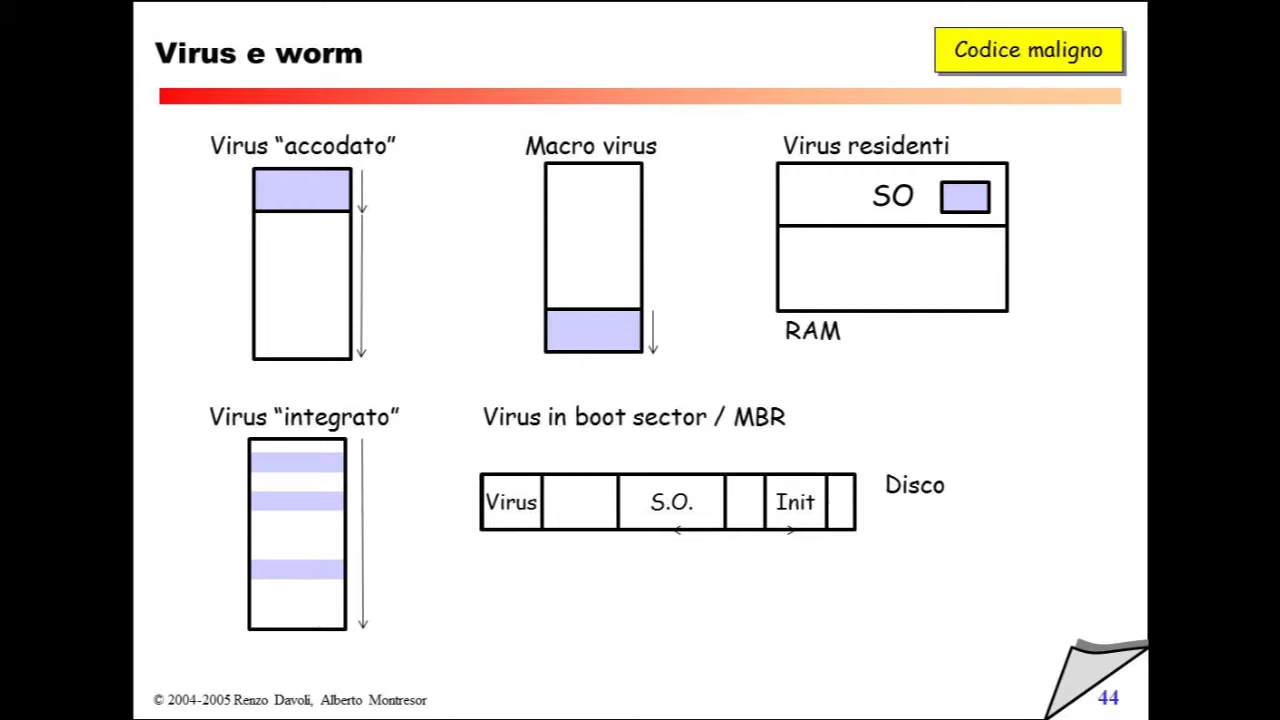 Virus e worm
Codice maligno
Virus “accodato”
Macro virus
Virus residenti
SO
RAM
Virus “integrato”
Virus in boot sector / MBR
Virus
S.O.
Init
Disco
© 2004-2005 Renzo Davoli, Alberto Montresor
44